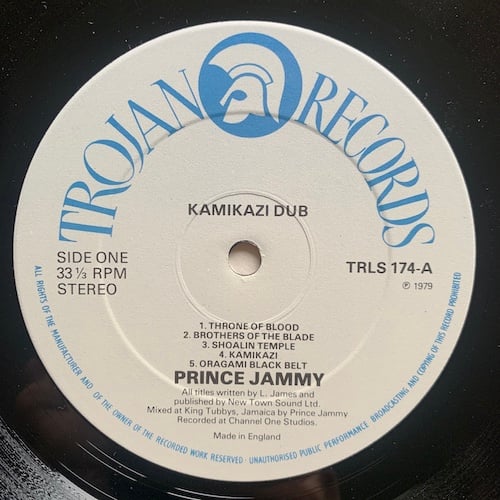 TROJAN RECORDS
KAMIKAZI DUB
SIDE ONE
33 ⅓ RPM
STEREO
TRLS 174-A
℗ 1979
1. THRONE OF BLOOD
2. BROTHERS OF THE BLADE
3. SHOALIN TEMPLE
4. KAMIKAZI
5. ORAGAMI BLACK BELT
PRINCE JAMMY
All titles written by L. James and
published by New Town Sound Ltd.
Mixed at King Tubbys, Jamaica by Prince Jammy
Recorded at Channel One Studios.
Made in England
ALL RIGHTS OF THE MANUFACTURER AND OF THE OWNER OF THE RECORDED WORK RESERVED · UNAUTHORISED PUBLIC PERFORMANCE BROADCASTING AND COPYING OF THIS RECORD PROHIBITED